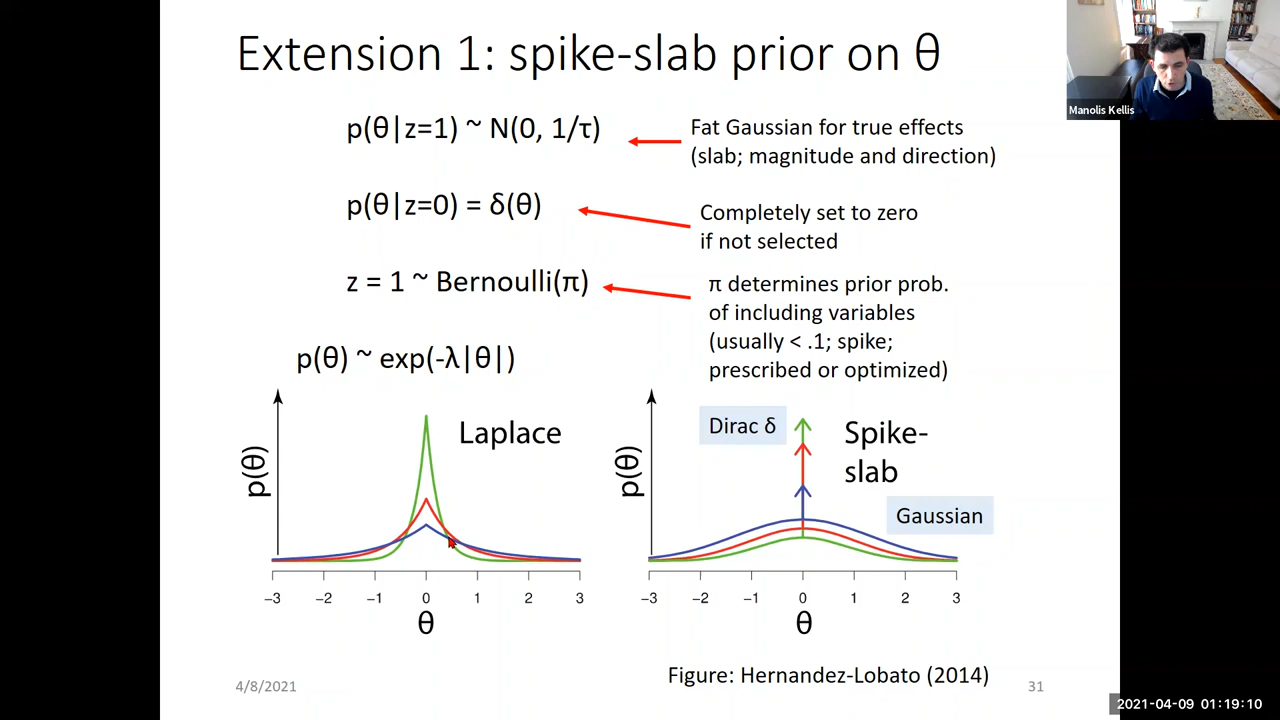 Extension 1: spike-slab prior on θ
Manolis Kellis
p(θ|z=1) ~ N(0, 1/τ)
Fat Gaussian for true effects
(slab; magnitude and direction)
p(θ|z=0) = δ(θ)
Completely set to zero
if not selected
z = 1 ~ Bernoulli(π)
π determines prior prob.
of including variables
(usually < .1; spike;
prescribed or optimized)
p(θ) ~ exp(-λ|θ|)
Laplace
p(θ)
−3 −2 −1 0 1 2 3
θ
Dirac δ
Spike-
slab
Gaussian
p(θ)
−3 −2 −1 0 1 2 3
θ
Figure: Hernandez-Lobato (2014)
4/8/2021
31
2021-04-09 01:19:10